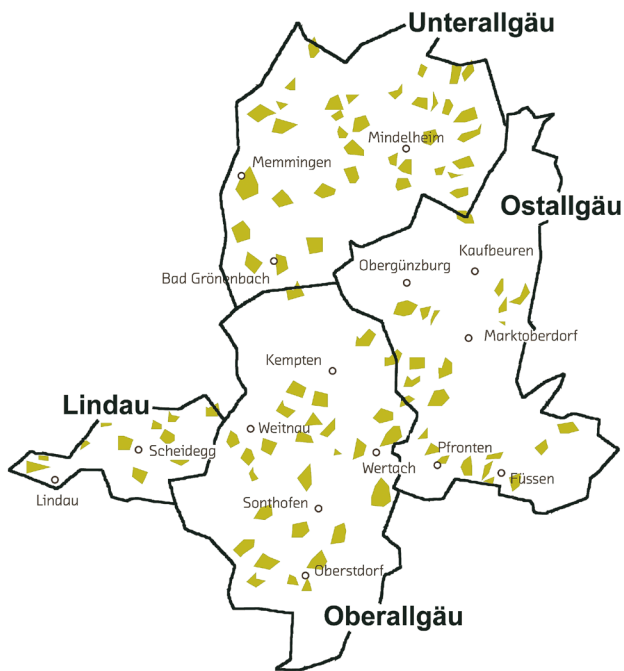 Unterallgäu
Mindelheim
Memmingen
Ostallgäu
Kaufbeuren
Obergünzburg
Bad Grönenbach
Marktoberdorf
Kempten
Lindau
Weitnau
Scheidegg
Pfronten
Wertach
Füssen
Lindau
Sonthofen
Oberstdorf
Oberallgäu